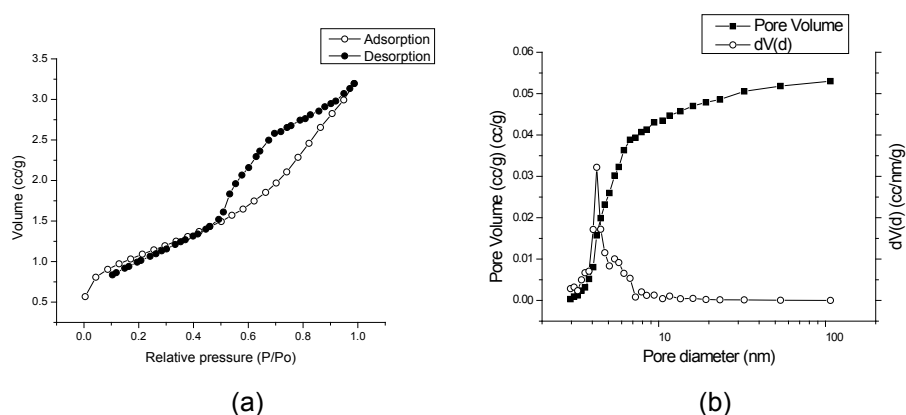 Adsorption
Desorption
3.5
3.0
2.5
2.0
1.5
1.0
0.5
Volume (cc/g)
0.0 0.2 0.4 0.6 0.8 1.0
Relative pressure (P/Po)
(a)
Pore Volume
dV(d)
0.06
0.05
0.04
0.03
0.02
0.01
0.00
Pore Volume (cc/g) (cc/g)
dV(d) (cc/nm/g)
10 100
Pore diameter (nm)
(b)